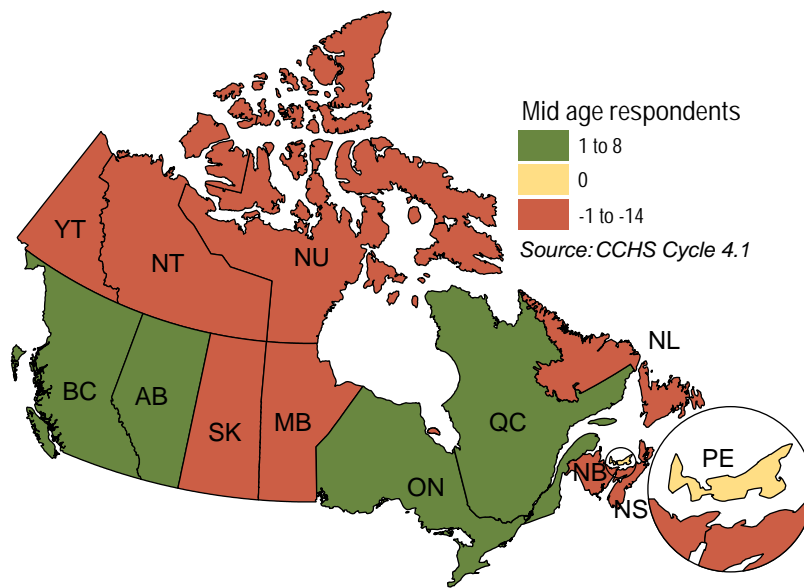 Mid age respondents
1 to 8
0
-1 to -14
Source: CCHS Cycle 4.1
YT
NT
NU
NL
BC
AB
SK
MB
QC
ON
PE
NB
NS